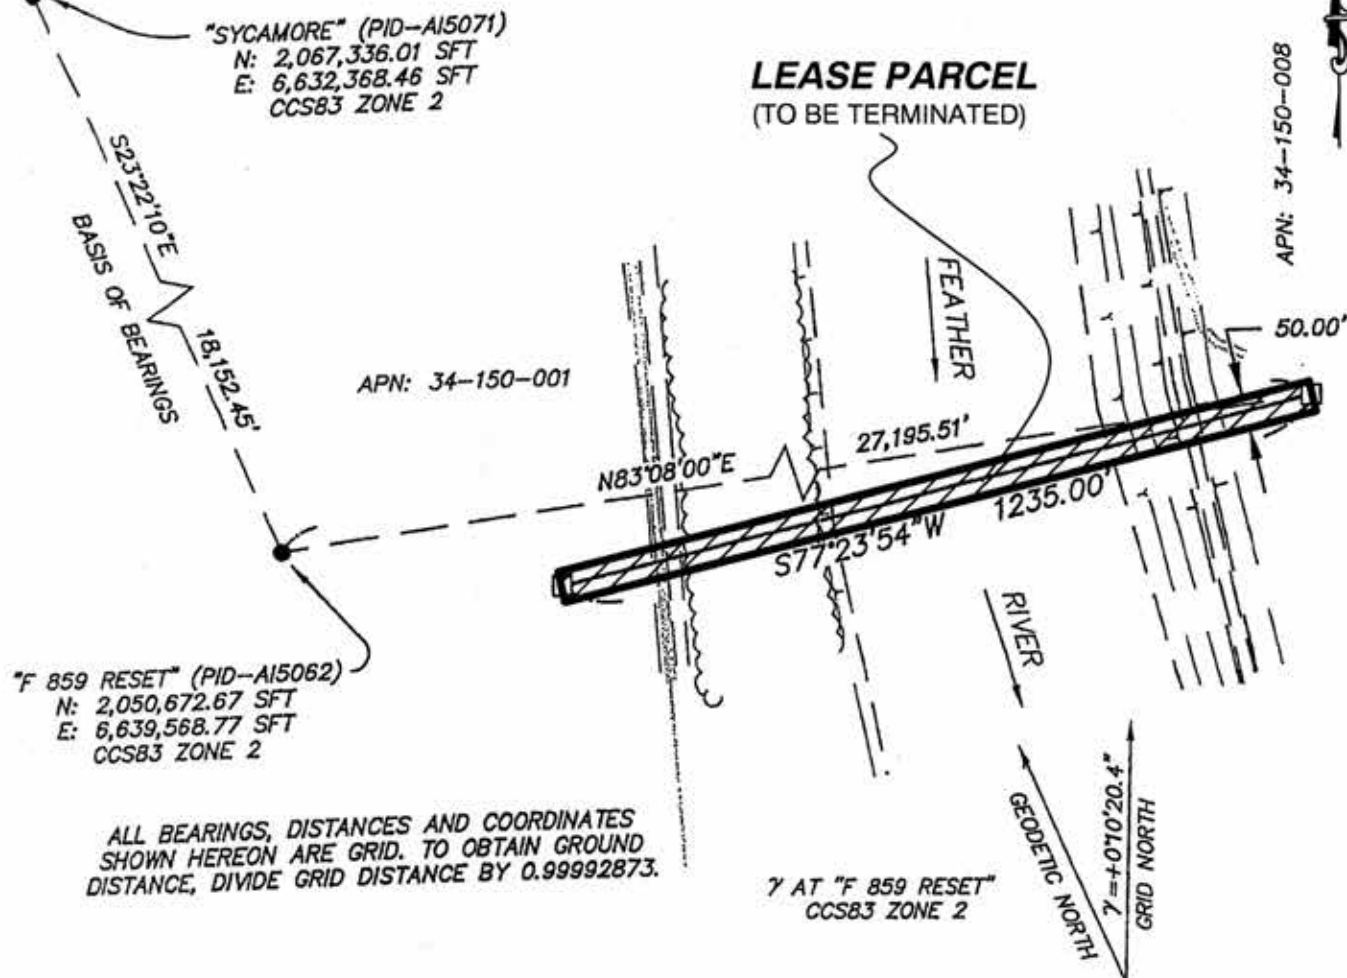 "SYCAMORE" (PID-AI5071)
N: 2,067,336.01 SFT
E: 6,632,368.46 SFT
CCS83 ZONE 2
LEASE PARCEL
(TO BE TERMINATED)
APN: 34-150-008
S23°22'10"E
BASIS OF BEARINGS
18,152.45'
APN: 34-150-001
FEATHER
50.00'
27,195.51'
N83°08'00"E
1235.00'
S77°23'54"W
RIVER
"F 859 RESET" (PID-AI5062)
N: 2,050,672.67 SFT
E: 6,639,568.77 SFT
CCS83 ZONE 2
ALL BEARINGS, DISTANCES AND COORDINATES
SHOWN HEREON ARE GRID. TO OBTAIN GROUND
DISTANCE, DIVIDE GRID DISTANCE BY 0.99992873.
γ AT "F 859 RESET"
CCS83 ZONE 2
GEODETIC NORTH
γ=+0°10'20.4"
GRID NORTH